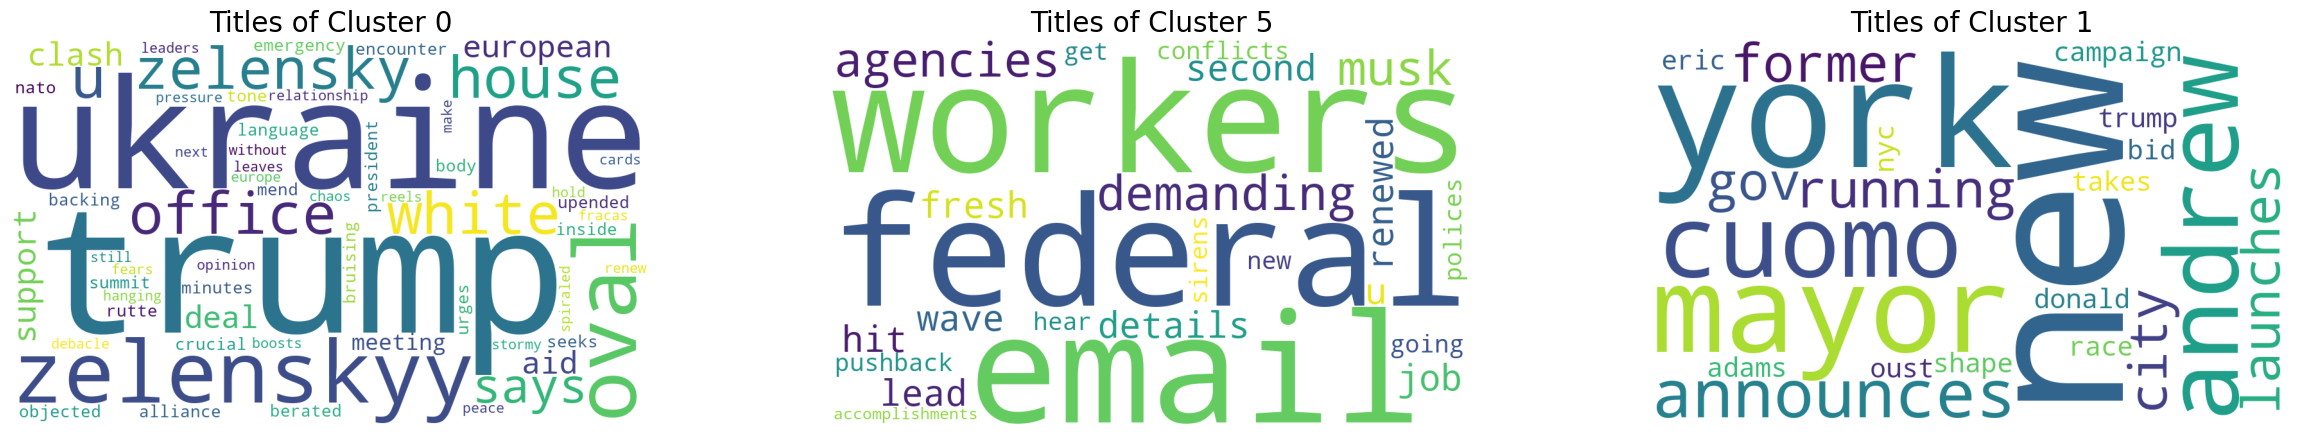 Titles of Cluster 0
clash leaders emergency encounter european
zelensky
u house
nato pressure tone relationship
ukraine
language make
next without president
leaves body cards
europe
mend chaos reels hold
backing upended
office white fracas
inside
support trump oval
still
fears opinion bruising renew
summit
hanging minutes spiraled
rutte urges
deal
debacle crucial boosts meeting stormy seeks
zelenskyy aid
says
objected alliance berated peace
Titles of Cluster 5
agencies get conflicts
second musk
workers
renewed
demanding
fresh polices
federal
sirens new
u
wave hear details
hit going
pushback
email job
lead
accomplishments
Titles of Cluster 1
eric former campaign
york new andrew
trump
nyc bid
gov running takes
launches
cuomo
donald
mayor city
race
adams oust shape
announces